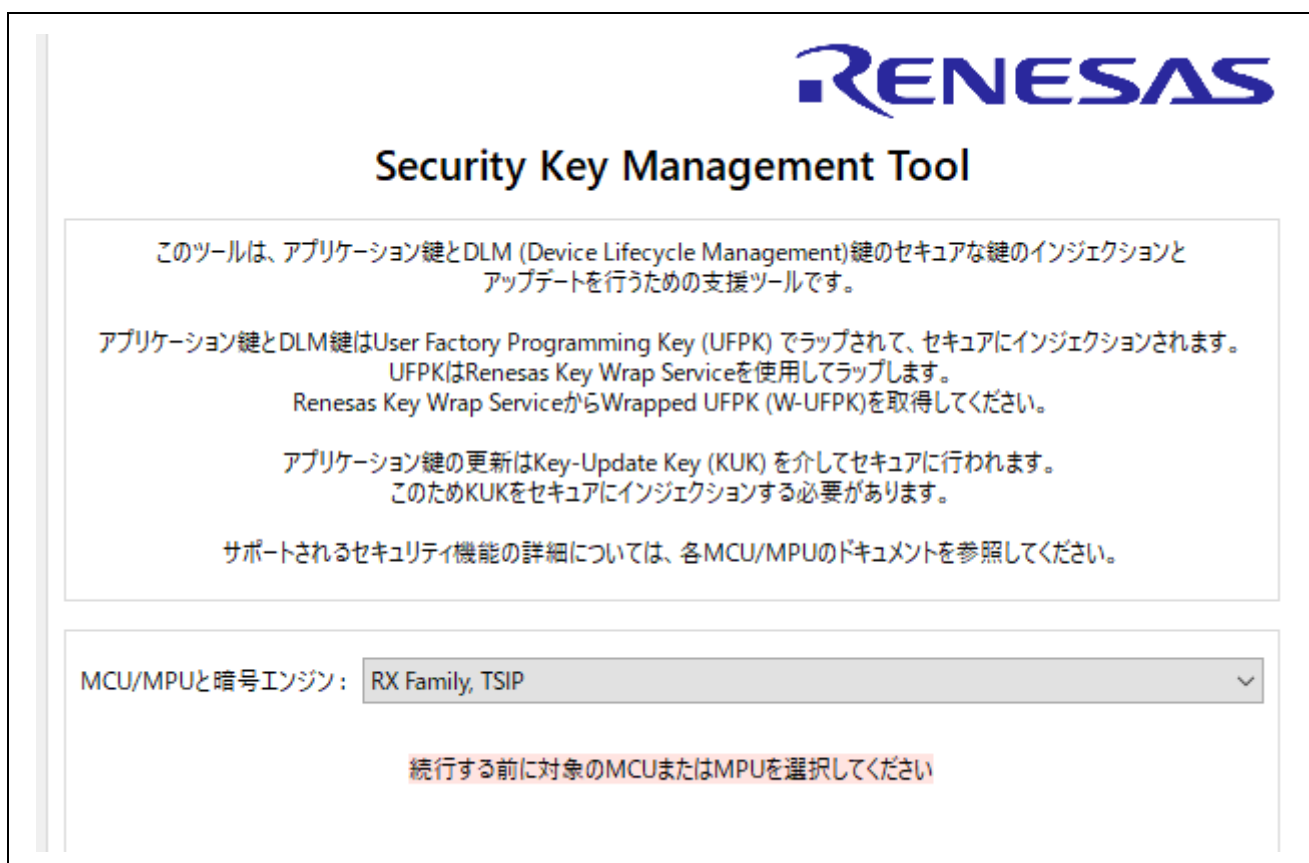 RENESAS
Security Key Management Tool
このツールは、アプリケーション鍵とDLM (Device Lifecycle Management)鍵のセキュアな鍵のインジェクションと
アップデートを行うための支援ツールです。
アプリケーション鍵とDLM鍵はUser Factory Programming Key (UFPK) でラップされて、セキュアにインジェクションされます。
UFPKはRenesas Key Wrap Serviceを使用してラップします。
Renesas Key Wrap ServiceからWrapped UFPK (W-UFPK)を取得してください。
アプリケーション鍵の更新はKey-Update Key (KUK) を介してセキュアに行われます。
このためKUKをセキュアにインジェクションする必要があります。
サポートされるセキュリティ機能の詳細については、各MCU/MPUのドキュメントを参照してください。
MCU/MPUと暗号エンジン : RX Family, TSIP
続行する前に対象のMCUまたはMPUを選択してください